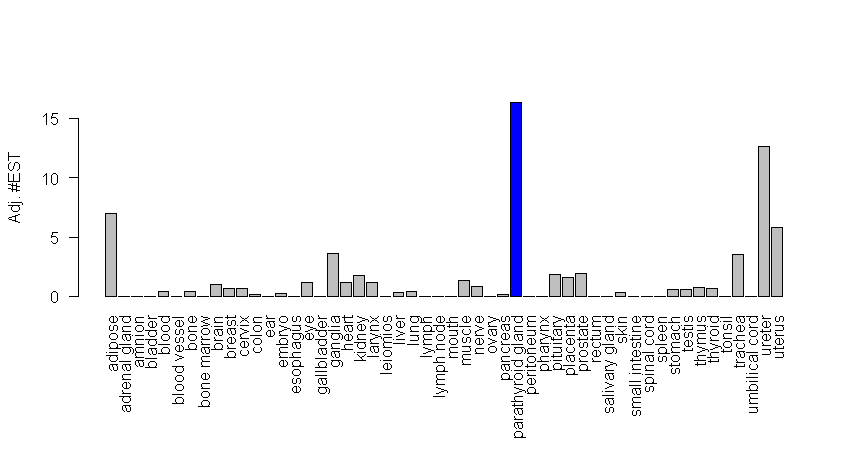 Adj. #EST
15
10
5
0
adipose
adrenal gland
amnion
bladder
blood
blood vessel
bone
bone marrow
brain
breast
cervix
colon
ear
embryo
esophagus
eye
gallbladder
ganglia
heart
kidney
larynx
leiomios
liver
lung
lymph
lymph node
mouth
muscle
nerve
ovary
pancreas
parathyroid gland
peritoneum
pharynx
pituitary
placenta
prostate
rectum
salivary gland
skin
small intestine
spinal cord
spleen
stomach
testis
thymus
thyroid
tonsil
trachea
umbilical cord
ureter
uterus